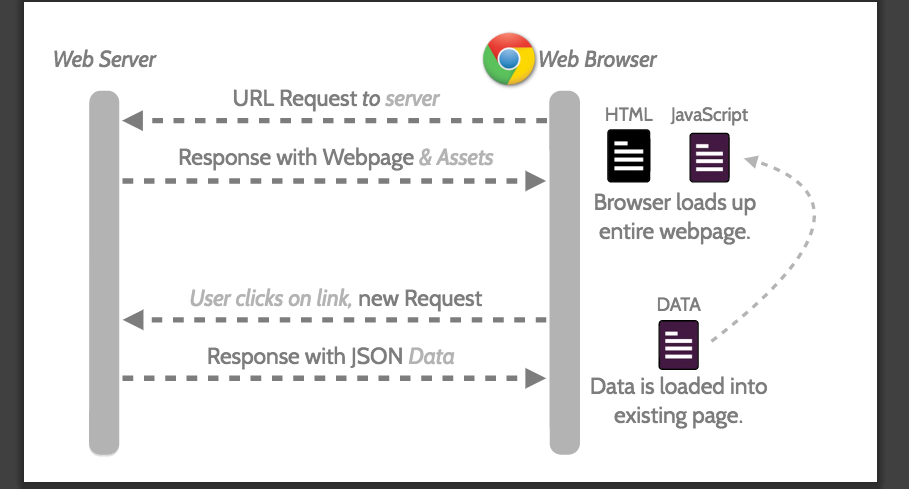 Web Server
Web Browser
URL Request to server
HTML
JavaScript
Response with Webpage & Assets
Browser loads up
entire webpage.
User clicks on link, new Request
DATA
Response with JSON Data
Data is loaded into
existing page.